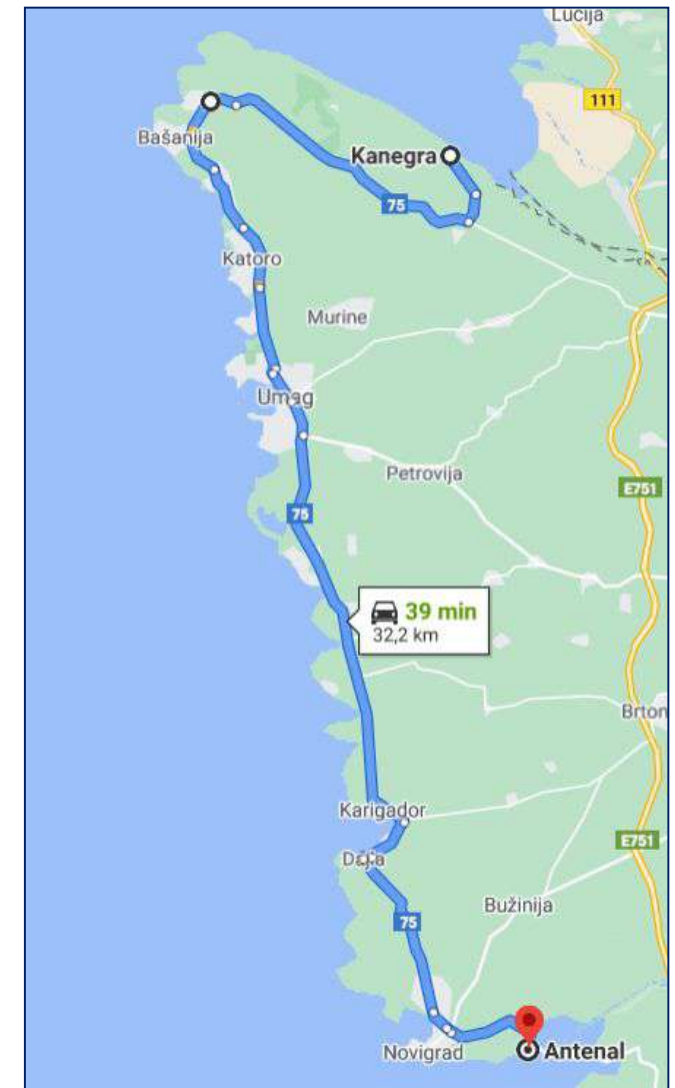 Lucija
111
Bašanija
Kanegra
75
Katoro
Murine
Umag
Petrovija
E751
75
39 min
32,2 km
Brton
Karigador
E751
Dajla
Bužinija
75
Novigrad
Antenal